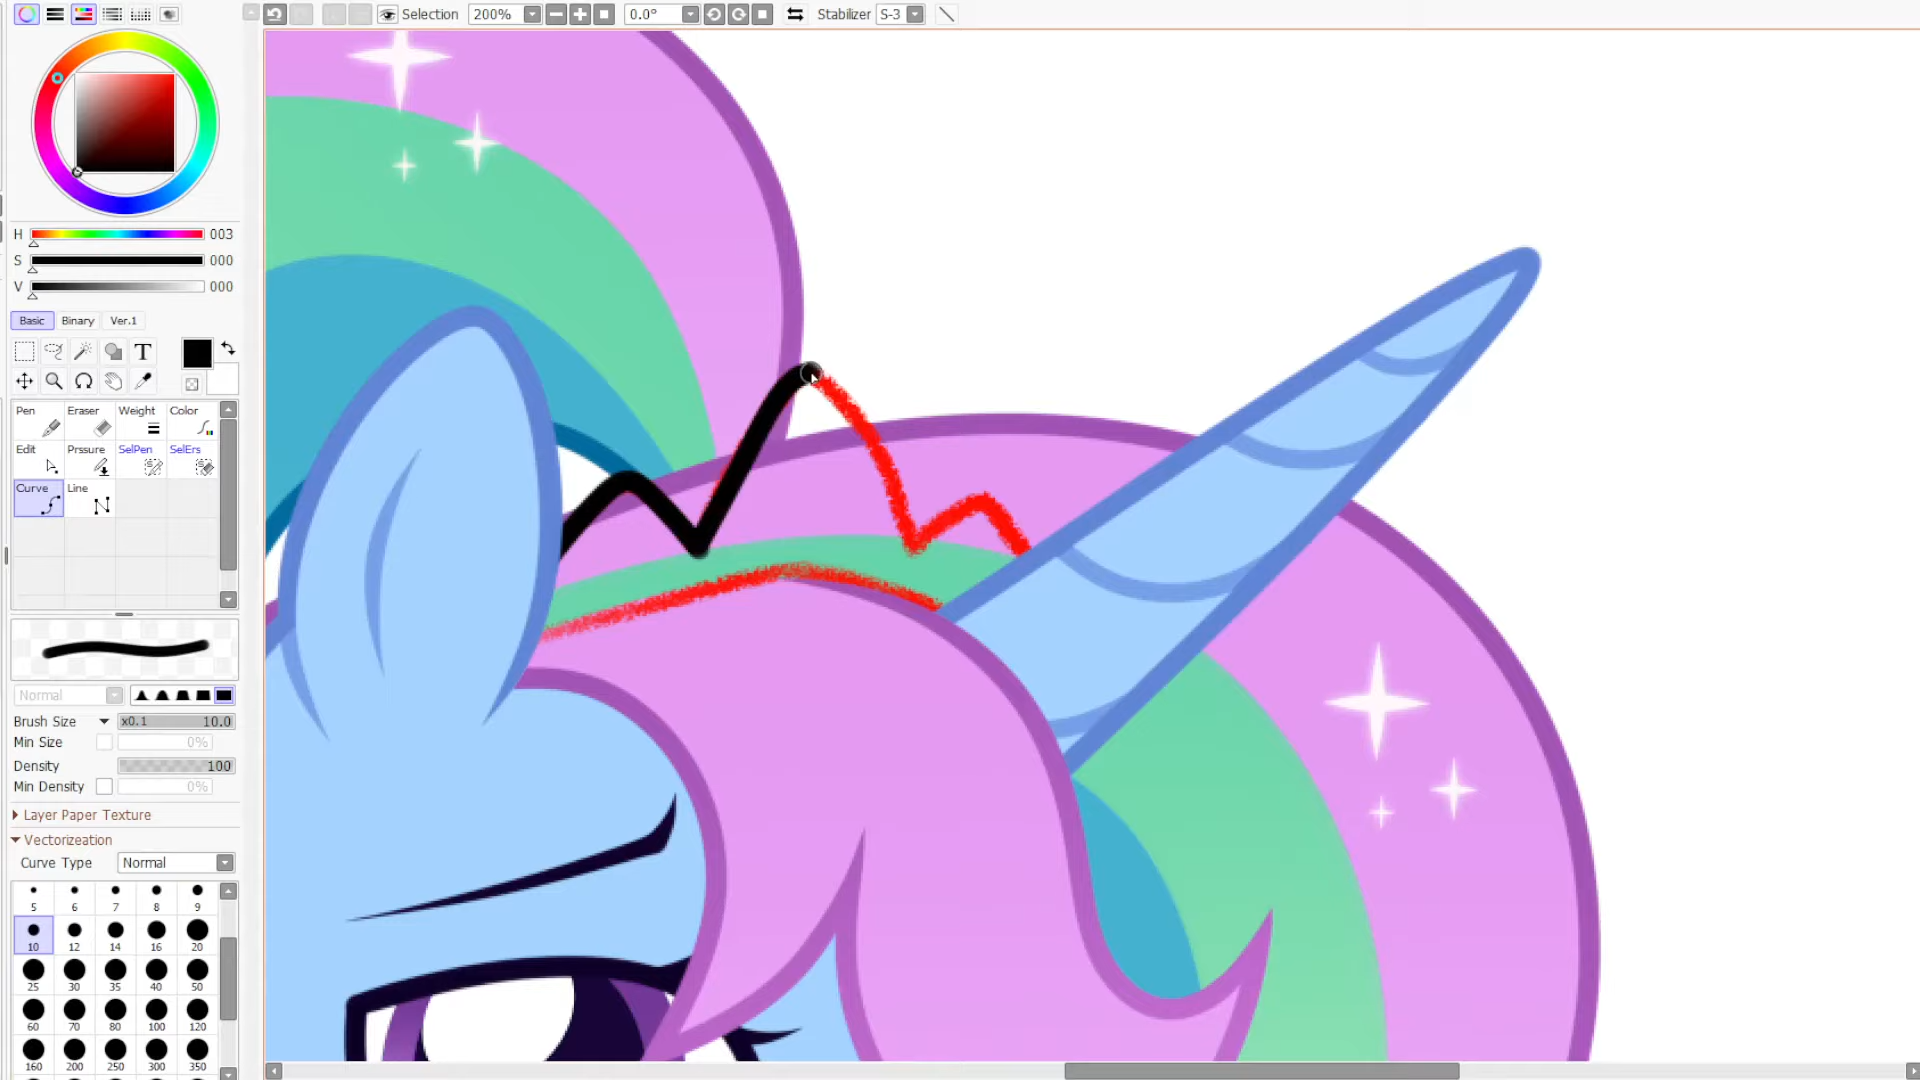 Selection 200% 0.0° Stabilizer S-3
H 003
S 000
V 000
Basic Binary Ver.1
T
Pen Eraser Weight Color
Edit Prssure SelPen SelErs
Curve Line
Normal
Brush Size x0.1 10.0
Min Size 0%
Density 100
Min Density 0%
Layer Paper Texture
Vectorizeation
Curve Type Normal
5 6 7 8 9
10 12 14 16 20
25 30 35 40 50
60 70 80 100 120
160 200 250 300 350